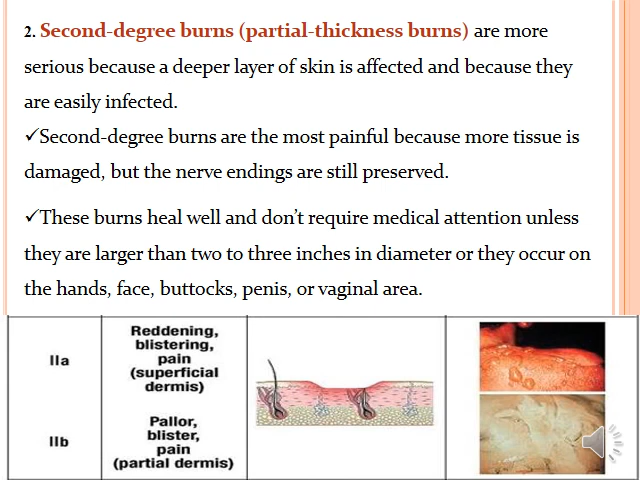 2. Second-degree burns (partial-thickness burns) are more
serious because a deeper layer of skin is affected and because they
are easily infected.
✓Second-degree burns are the most painful because more tissue is
damaged, but the nerve endings are still preserved.
✓These burns heal well and don’t require medical attention unless
they are larger than two to three inches in diameter or they occur on
the hands, face, buttocks, penis, or vaginal area.
IIa
Reddening,
blistering,
pain
(superficial
dermis)
IIb
Pallor,
blister,
pain
(partial dermis)